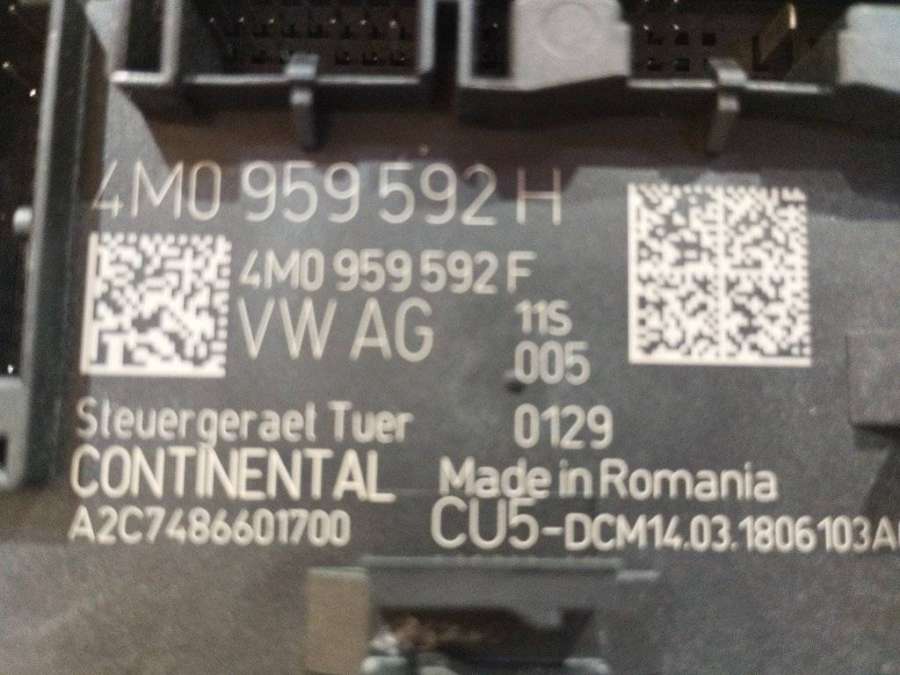 4M0 959 592 H
4M0 959 592 F
VW AG
11S
005
0129
Steuergeraet Tuer
CONTINENTAL
Made in Romania
A2C7486601700
CU5-DCM14.03.1806103A